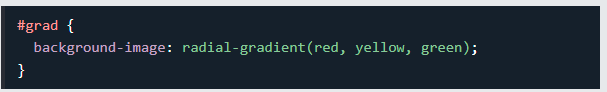 #grad {
  background-image: radial-gradient(red, yellow, green);
}